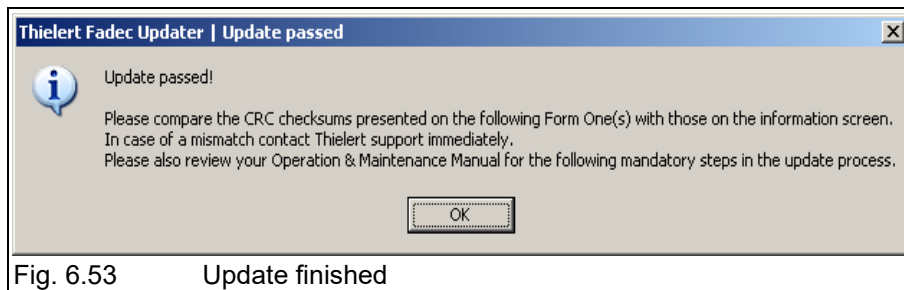 Thielert Fadec Updater | Update passed
Update passed!
Please compare the CRC checksums presented on the following Form One(s) with those on the information screen.
In case of a mismatch contact Thielert support immediately.
Please also review your Operation & Maintenance Manual for the following mandatory steps in the update process.
OK
Fig. 6.53 Update finished